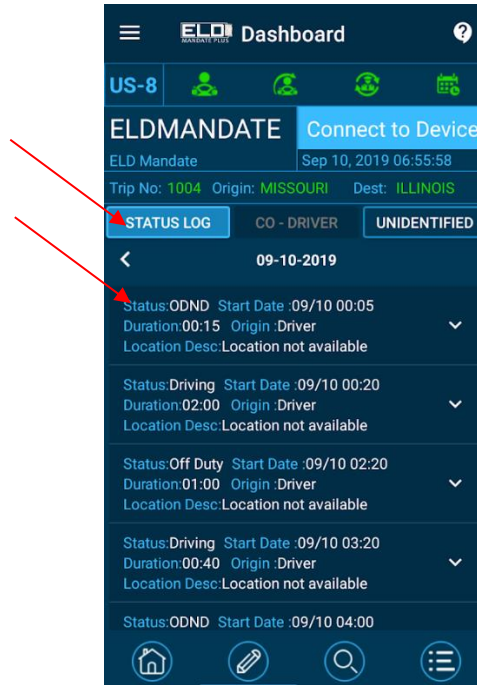 ELD MANDATE PLUS Dashboard ?
US-8
ELDMANDATE Connect to Device
ELD Mandate Sep 10, 2019 06:55:58
Trip No: 1004 Origin: MISSOURI Dest: ILLINOIS
STATUS LOG CO - DRIVER UNIDENTIFIED
09-10-2019
Status:ODND Start Date :09/10 00:05
Duration:00:15 Origin :Driver
Location Desc:Location not available
Status:Driving Start Date :09/10 00:20
Duration:02:00 Origin :Driver
Location Desc:Location not available
Status:Off Duty Start Date :09/10 02:20
Duration:01:00 Origin :Driver
Location Desc:Location not available
Status:Driving Start Date :09/10 03:20
Duration:00:40 Origin :Driver
Location Desc:Location not available
Status:ODND Start Date :09/10 04:00